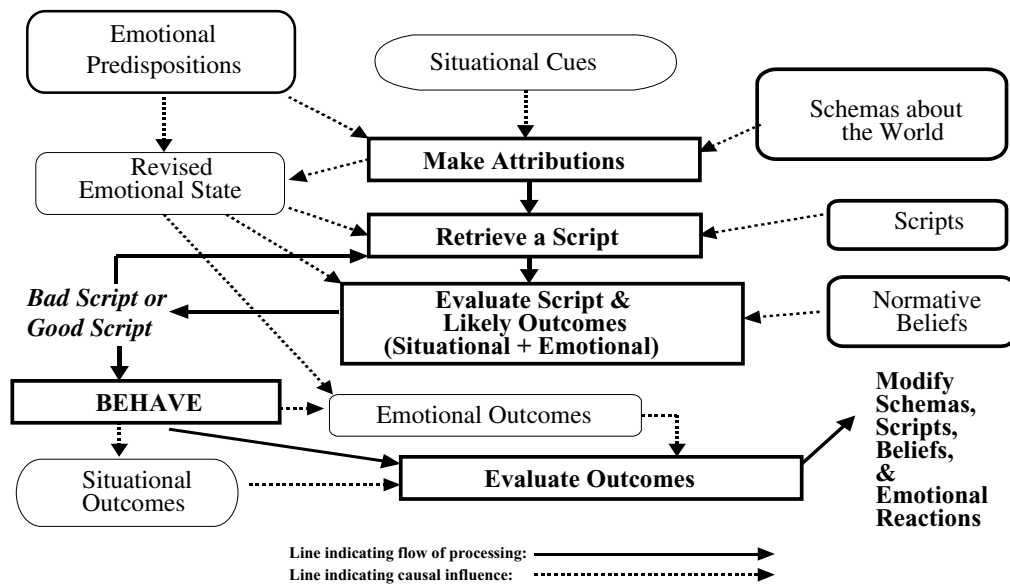 Emotional
Predispositions
Situational Cues
Schemas about
the World
Make Attributions
Revised
Emotional State
Retrieve a Script
Scripts
Bad Script or
Good Script
Evaluate Script &
Likely Outcomes
(Situational + Emotional)
Normative
Beliefs
BEHAVE
Emotional Outcomes
Modify
Schemas,
Scripts,
Beliefs,
&
Emotional
Reactions
Situational
Outcomes
Evaluate Outcomes
Line indicating flow of processing:
Line indicating causal influence: